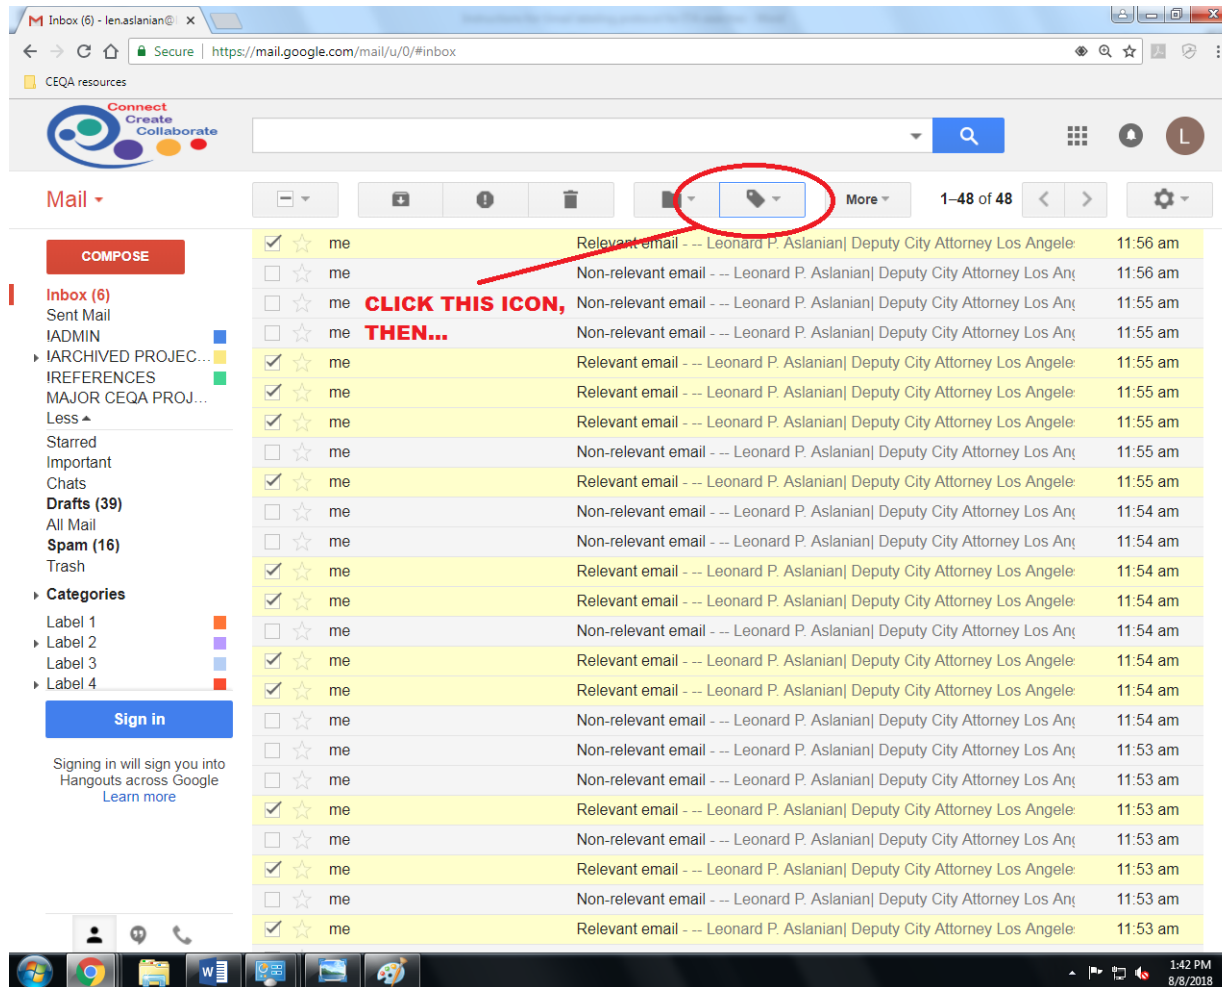 Inbox (6) - len.aslanian@
Secure | https://mail.google.com/mail/u/0/#inbox
CEQA resources
Connect
Create
Collaborate
L
Mail
More
1–48 of 48
COMPOSE
Inbox (6)
Sent Mail
!ADMIN
!ARCHIVED PROJEC...
!REFERENCES
MAJOR CEQA PROJ...
Less
Starred
Important
Chats
Drafts (39)
All Mail
Spam (16)
Trash
Categories
Label 1
Label 2
Label 3
Label 4
Sign in
Signing in will sign you into
Hangouts across Google
Learn more
me Relevant email - -- Leonard P. Aslanian| Deputy City Attorney Los Angele 11:56 am
me Non-relevant email - -- Leonard P. Aslanian| Deputy City Attorney Los Ang 11:56 am
me Non-relevant email - -- Leonard P. Aslanian| Deputy City Attorney Los Ang 11:55 am
me Non-relevant email - -- Leonard P. Aslanian| Deputy City Attorney Los Ang 11:55 am
CLICK THIS ICON,
THEN...
me Relevant email - -- Leonard P. Aslanian| Deputy City Attorney Los Angele 11:55 am
me Relevant email - -- Leonard P. Aslanian| Deputy City Attorney Los Angele 11:55 am
me Relevant email - -- Leonard P. Aslanian| Deputy City Attorney Los Angele 11:55 am
me Non-relevant email - -- Leonard P. Aslanian| Deputy City Attorney Los Ang 11:55 am
me Relevant email - -- Leonard P. Aslanian| Deputy City Attorney Los Angele 11:55 am
me Non-relevant email - -- Leonard P. Aslanian| Deputy City Attorney Los Ang 11:54 am
me Non-relevant email - -- Leonard P. Aslanian| Deputy City Attorney Los Ang 11:54 am
me Relevant email - -- Leonard P. Aslanian| Deputy City Attorney Los Angele 11:54 am
me Relevant email - -- Leonard P. Aslanian| Deputy City Attorney Los Angele 11:54 am
me Non-relevant email - -- Leonard P. Aslanian| Deputy City Attorney Los Ang 11:54 am
me Relevant email - -- Leonard P. Aslanian| Deputy City Attorney Los Angele 11:54 am
me Relevant email - -- Leonard P. Aslanian| Deputy City Attorney Los Angele 11:54 am
me Non-relevant email - -- Leonard P. Aslanian| Deputy City Attorney Los Ang 11:54 am
me Non-relevant email - -- Leonard P. Aslanian| Deputy City Attorney Los Ang 11:53 am
me Non-relevant email - -- Leonard P. Aslanian| Deputy City Attorney Los Ang 11:53 am
me Relevant email - -- Leonard P. Aslanian| Deputy City Attorney Los Angele 11:53 am
me Non-relevant email - -- Leonard P. Aslanian| Deputy City Attorney Los Ang 11:53 am
me Relevant email - -- Leonard P. Aslanian| Deputy City Attorney Los Angele 11:53 am
me Non-relevant email - -- Leonard P. Aslanian| Deputy City Attorney Los Ang 11:53 am
me Relevant email - -- Leonard P. Aslanian| Deputy City Attorney Los Angele 11:53 am
1:42 PM
8/8/2018